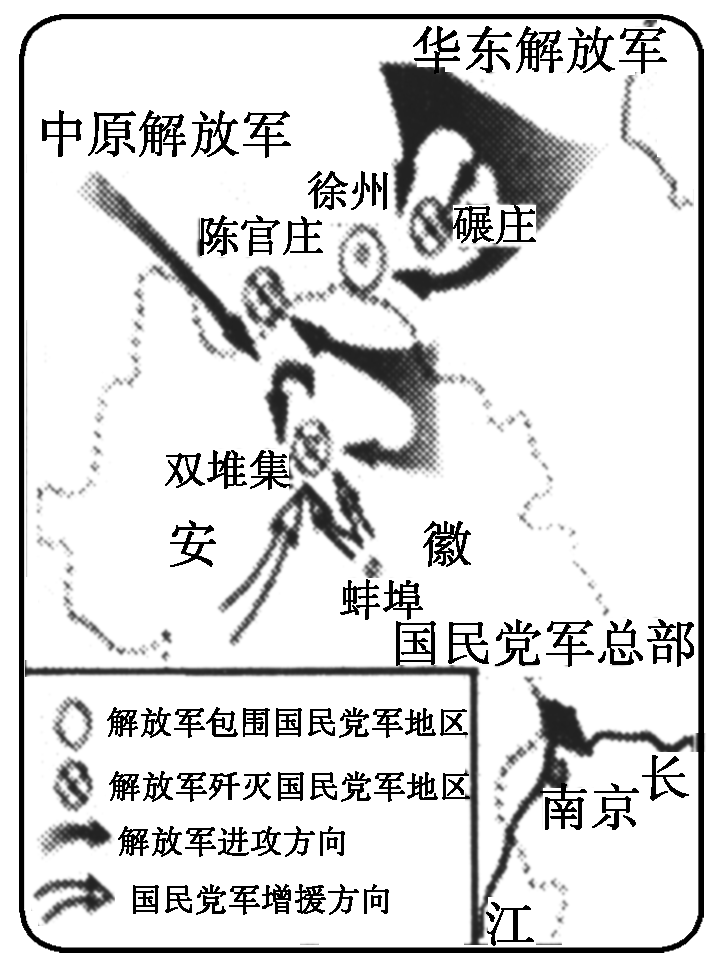 华东解放军
中原解放军
徐州
陈官庄
碾庄
双堆集
安
徽
蚌埠
国民党军总部
解放军包围国民党军地区
解放军歼灭国民党军地区
解放军进攻方向
国民党军增援方向
南京
长
江